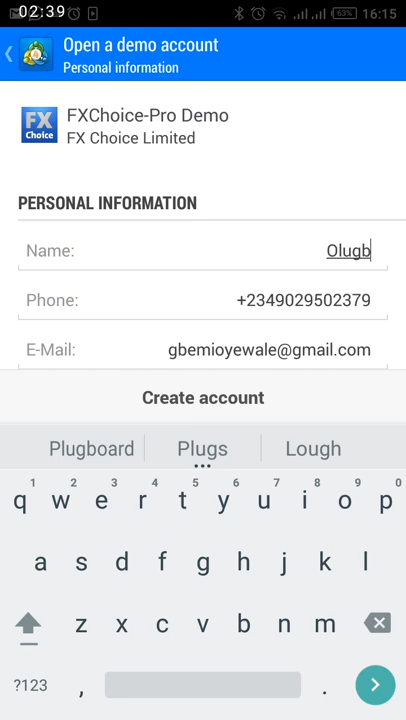 02:39
63% 16:15
Open a demo account
Personal information
FX Choice
FXChoice-Pro Demo
FX Choice Limited
PERSONAL INFORMATION
Name: Olugb
Phone: +2349029502379
E-Mail: gbemioyewale@gmail.com
Create account
Plugboard Plugs Lough
1 2 3 4 5 6 7 8 9 0
q w e r t y u i o p
a s d f g h j k l
z x c v b n m
?123 , .